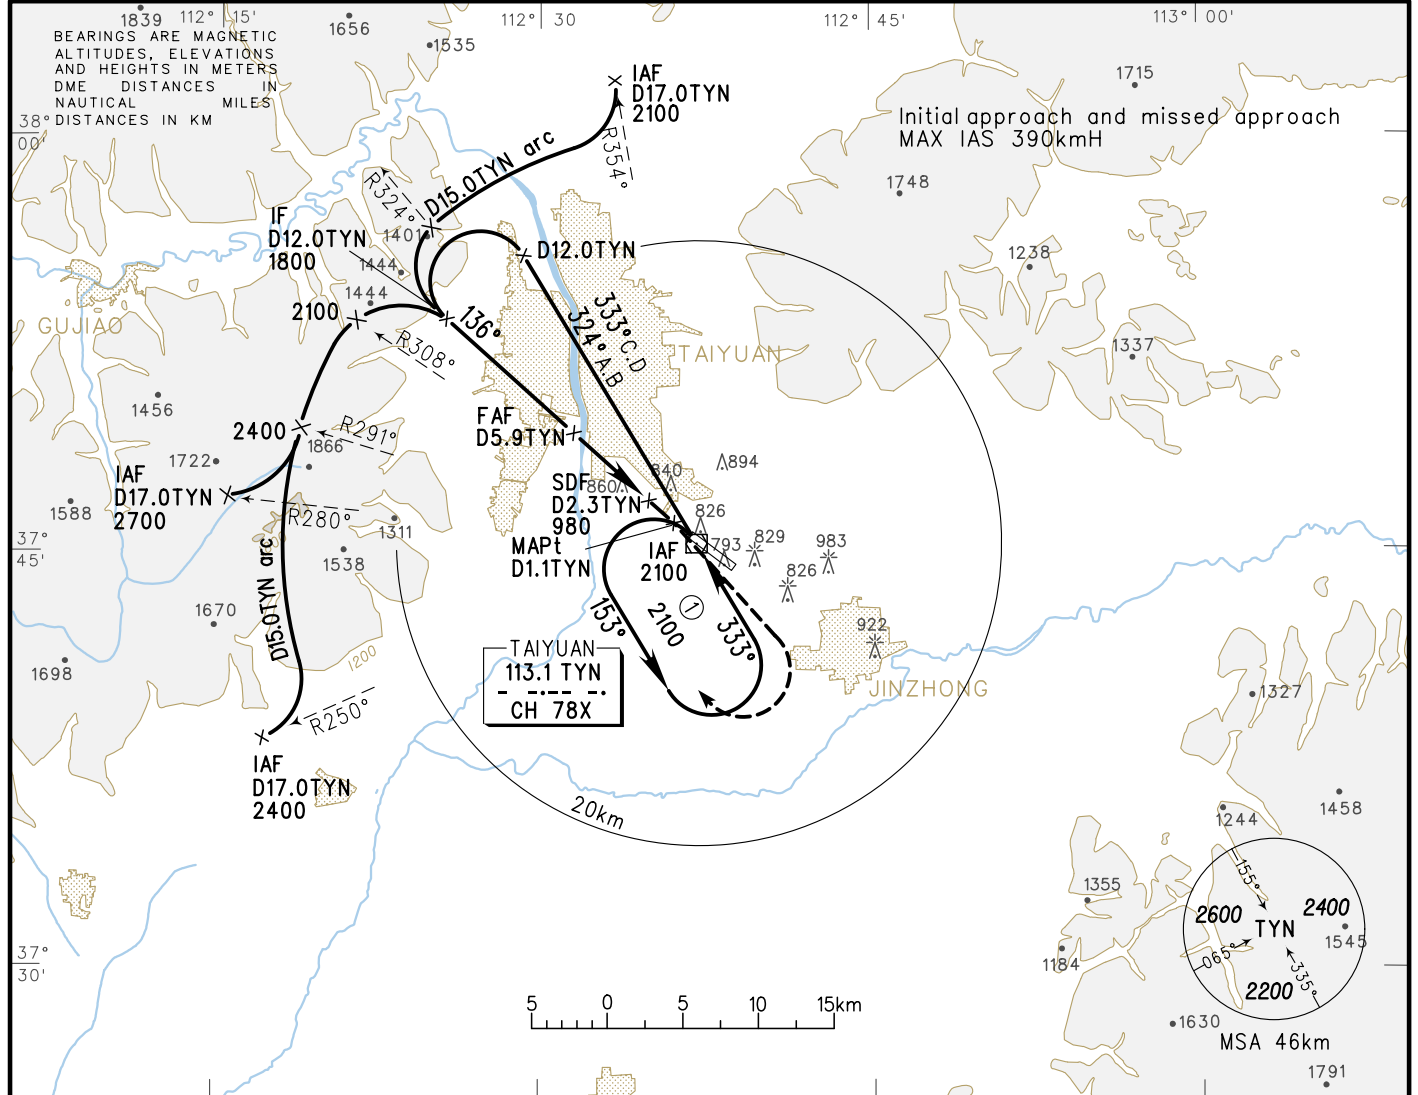 1839
112° 15'
1656
1535
112° 30
112° 45'
113° 00'
BEARINGS ARE MAGNETIC
ALTITUDES, ELEVATIONS
AND HEIGHTS IN METERS
DME DISTANCES IN
NAUTICAL MILES
DISTANCES IN KM
38°
00'
IAF
D17.0TYN
2100
R354°
1715
Initial approach and missed approach
MAX IAS 390kmH
1748
D15.0TYN arc
R324°
1401
IF
D12.0TYN
1800
1444
1444
2100
D12.0TYN
1238
GUJIAO
136°
R308°
333°C.D
324°A.B
TAIYUAN
1337
1456
FAF
D5.9TYN
2400
R291°
1866
1722
IAF
D17.0TYN
2700
R280°
1588
1311
1538
840
894
860
SDF
D2.3TYN
980
826
829
983
793
826
MAPt
D1.1TYN
IAF
2100
37°
45'
D15.0TYN arc
1670
1698
1200
153°
2100
1
333°
922
TAIYUAN
113.1 TYN
CH 78X
JINZHONG
1327
R250°
IAF
D17.0TYN
2400
20km
1458
1244
1355
155°
2600
2400
TYN
1545
065°
335°
2200
1184
37°
30'
5 0 5 10 15km
1630
MSA 46km
1791